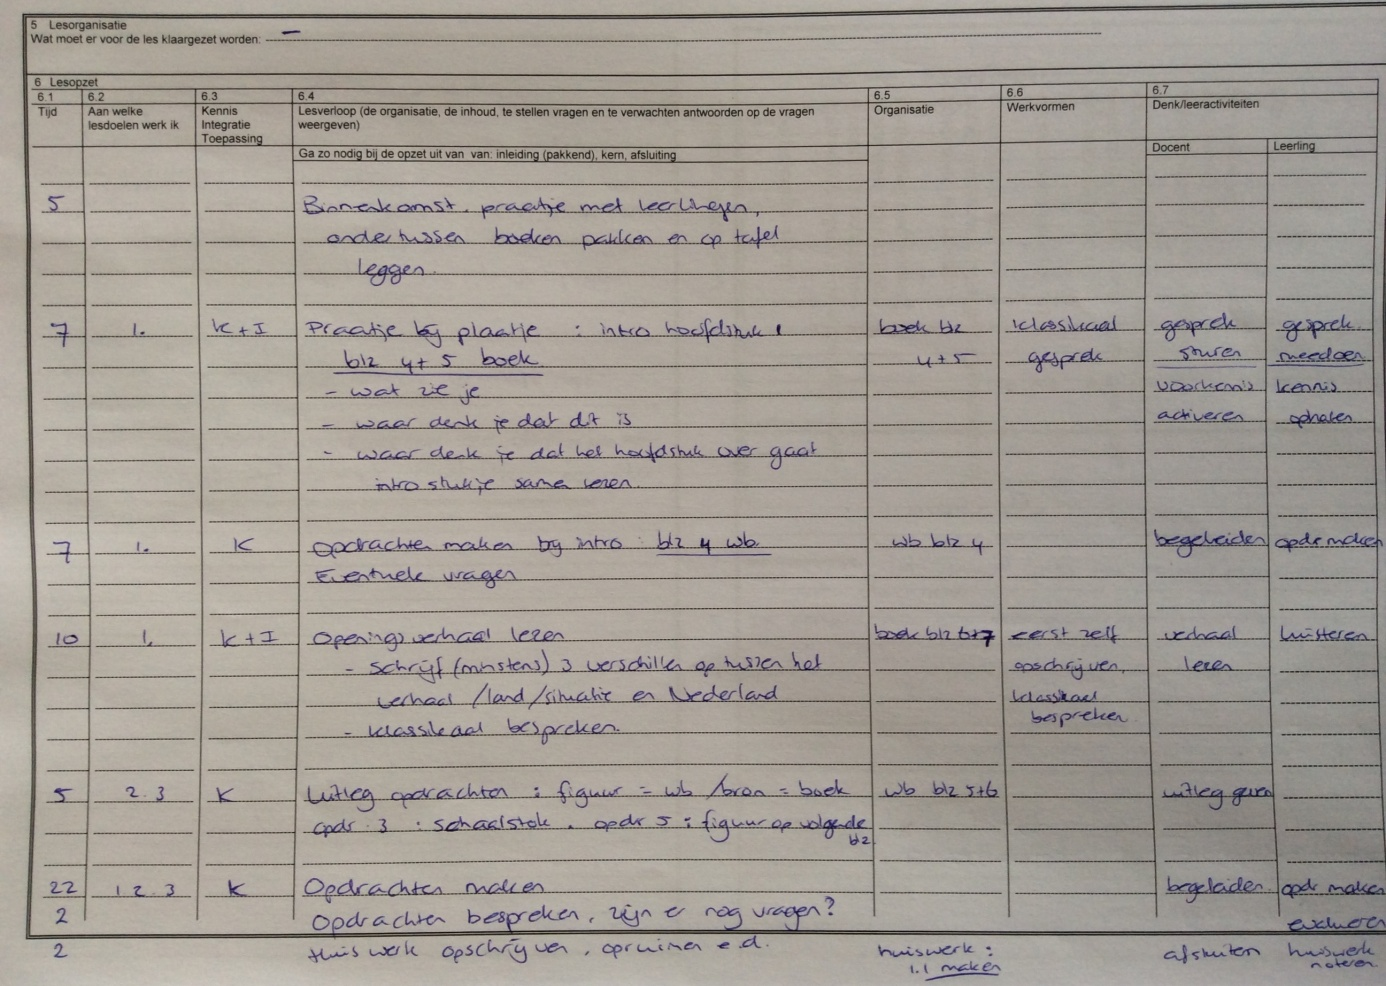 5 Lesorganisatie
Wat moet er voor de les klaargezet worden: –
6 Lesopzet
6.1 6.2 6.3 6.4 6.5 6.6 6.7
Tijd Aan welke Kennis Lesverloop (de organisatie, de inhoud, te stellen vragen en te verwachten antwoorden op de vragen Organisatie Werkvormen Denk/leeractiviteiten
lesdoelen werk ik Integratie weergeven)
Toepassing
Ga zo nodig bij de opzet uit van van: inleiding (pakkend), kern, afsluiting Docent Leerling
5 Binnenkomst. praatje met leerlingen,
ondertussen boeken pakken en op tafel
leggen.
7 1. K+I Praatje bij plaatje : intro hoofdstuk 1 boek blz klassikaal gesprek gesprek
blz 4+5 boek 4+5 gesprek sturen meedoen
- wat zie je voorkennis kennis
- waar denk je dat dit is activeren ophalen
- waar denk je dat het hoofdstuk over gaat
intro stukje same lezen
7 1. K Opdrachten maken bij intro : blz 4 wb wb blz 4 begeleiden opdr maken
Eventuele vragen
10 1. K+I Openingsverhaal lezen boek blz 6+7 eerst zelf verhaal luisteren
- Schrijf (minstens) 3 verschillen op tussen het opschrijven, lezen
verhaal /land/situatie en Nederland klassikaal
- klassikaal bespreken. bespreken.
5 2.3 K Uitleg opdrachten : figuur = wb /bron = boek wb blz 5+6 uitleg geven
opdr. 3 : schaalstok. opdr 5 : figuur op volgende
blz
22 1 2.3 K Opdrachten maken begeleiden. opdr maken
2 Opdrachten bespreken, zijn er nog vragen? evalueren
2 Huiswerk opschrijven, opruimen e.d. huiswerk : afsluiten huiswerk
1.1 maken noteren.